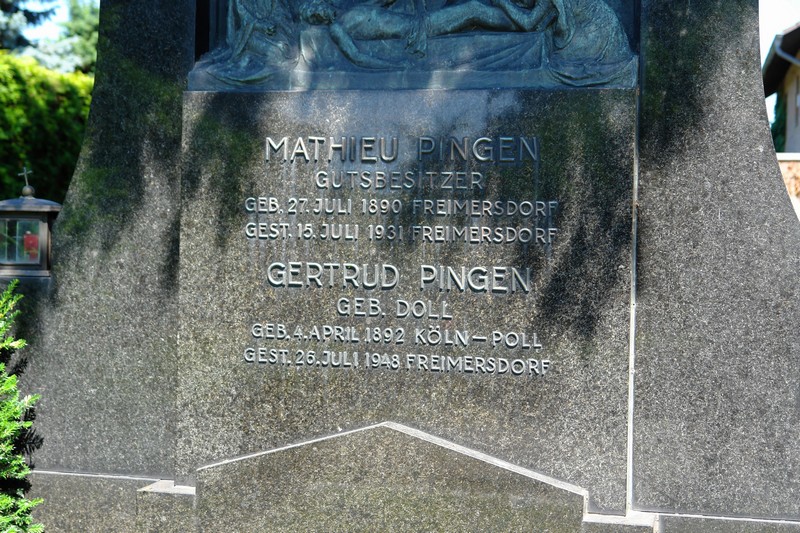 MATHIEU PINGEN
GUTSBESITZER
GEB. 27. JULI 1890 FREIMERSDORF
GEST. 15. JULI 1931 FREIMERSDORF
GERTRUD PINGEN
GEB. DOLL
GEB. 4. APRIL 1892 KÖLN – POLL
GEST. 26. JULI 1948 FREIMERSDORF